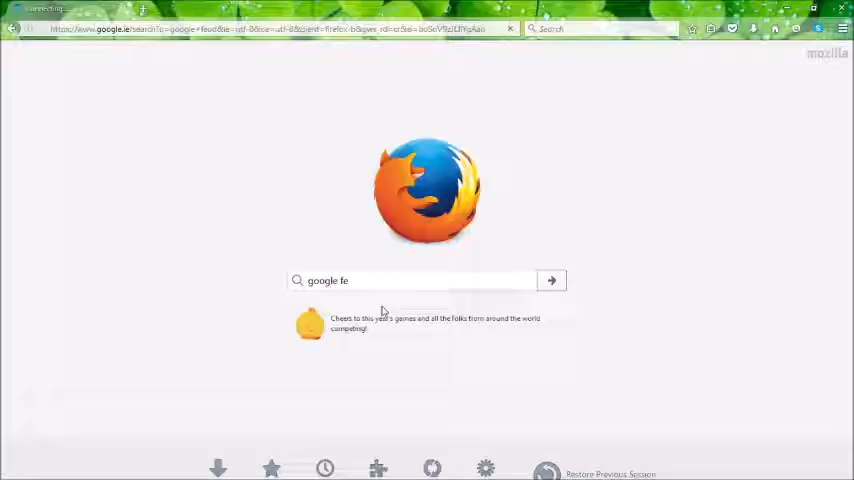 Connecting...
Search
mozilla
google fe
Cheers to this year's games and all the folks from around the world
competing!
Restore Previous Session